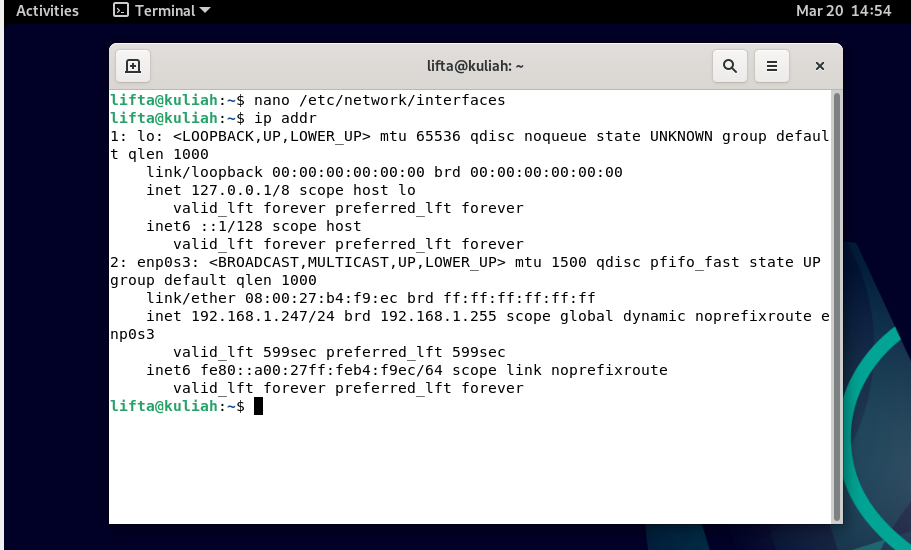 Activities
Terminal
Mar 20 14:54
lifta@kuliah: ~
lifta@kuliah:~$ nano /etc/network/interfaces
lifta@kuliah:~$ ip addr
1: lo: <LOOPBACK,UP,LOWER_UP> mtu 65536 qdisc noqueue state UNKNOWN group defaul
t qlen 1000
    link/loopback 00:00:00:00:00:00 brd 00:00:00:00:00:00
    inet 127.0.0.1/8 scope host lo
       valid_lft forever preferred_lft forever
    inet6 ::1/128 scope host
       valid_lft forever preferred_lft forever
2: enp0s3: <BROADCAST,MULTICAST,UP,LOWER_UP> mtu 1500 qdisc pfifo_fast state UP
group default qlen 1000
    link/ether 08:00:27:b4:f9:ec brd ff:ff:ff:ff:ff:ff
    inet 192.168.1.247/24 brd 192.168.1.255 scope global dynamic noprefixroute e
np0s3
       valid_lft 599sec preferred_lft 599sec
    inet6 fe80::a00:27ff:feb4:f9ec/64 scope link noprefixroute
       valid_lft forever preferred_lft forever
lifta@kuliah:~$